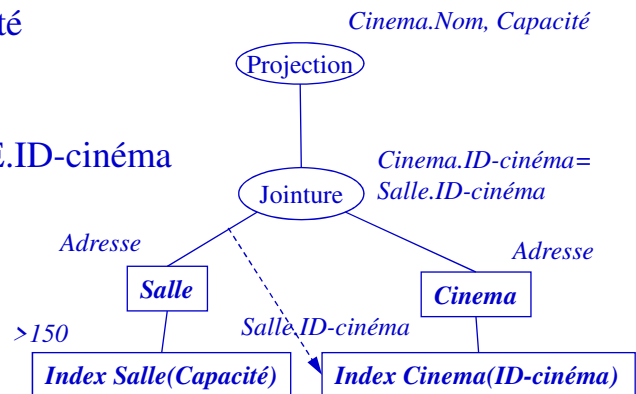 té
Cinema.Nom, Capacité
Projection
E.ID-cinéma
Cinema.ID-cinéma=
Jointure
Salle.ID-cinéma
Adresse
Adresse
Salle
Cinema
>150
Salle.ID-cinéma
Index Salle(Capacité)
Index Cinema(ID-cinéma)